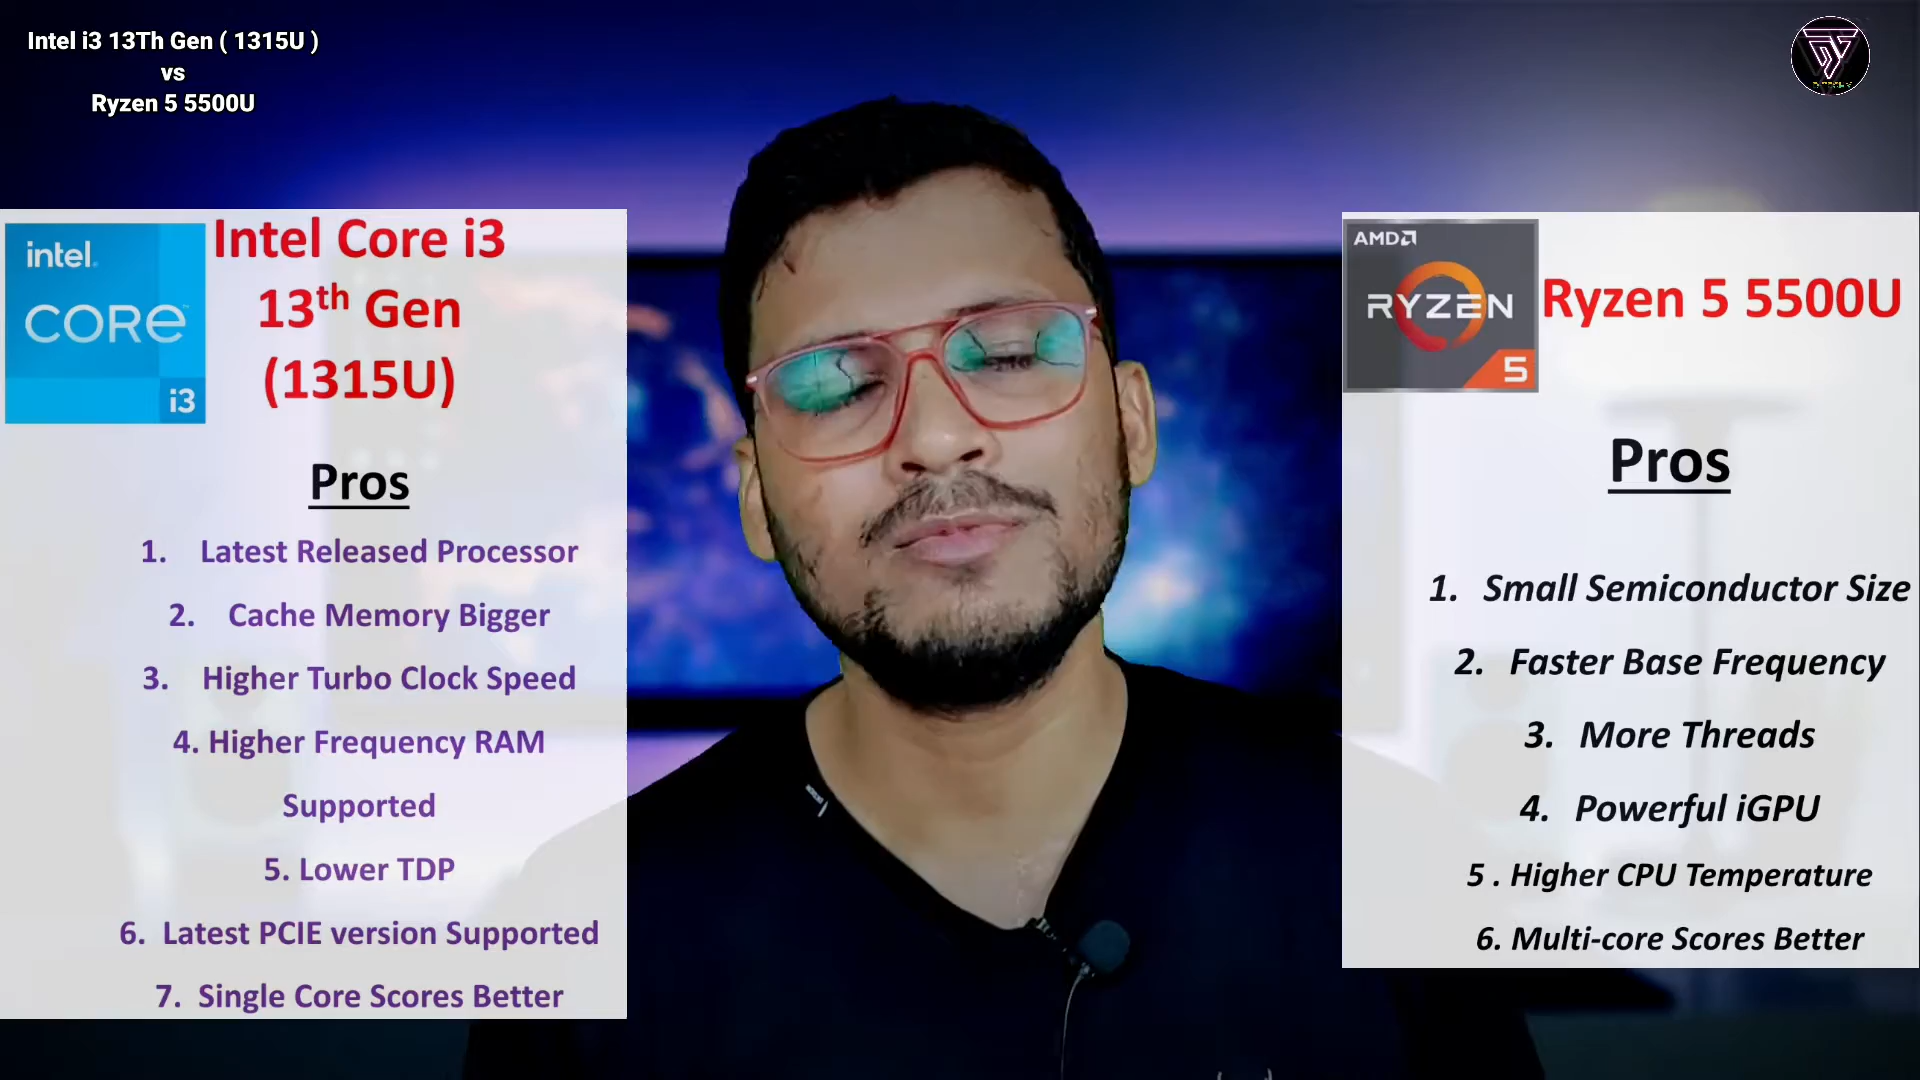 Intel i3 13Th Gen ( 1315U )
vs
Ryzen 5 5500U
intel.
CORE
i3
Intel Core i3
13th Gen
(1315U)
Pros
1. Latest Released Processor
2. Cache Memory Bigger
3. Higher Turbo Clock Speed
4. Higher Frequency RAM
Supported
5. Lower TDP
6. Latest PCIE version Supported
7. Single Core Scores Better
AMD
RYZEN
5
Ryzen 5 5500U
Pros
1. Small Semiconductor Size
2. Faster Base Frequency
3. More Threads
4. Powerful iGPU
5 . Higher CPU Temperature
6. Multi-core Scores Better